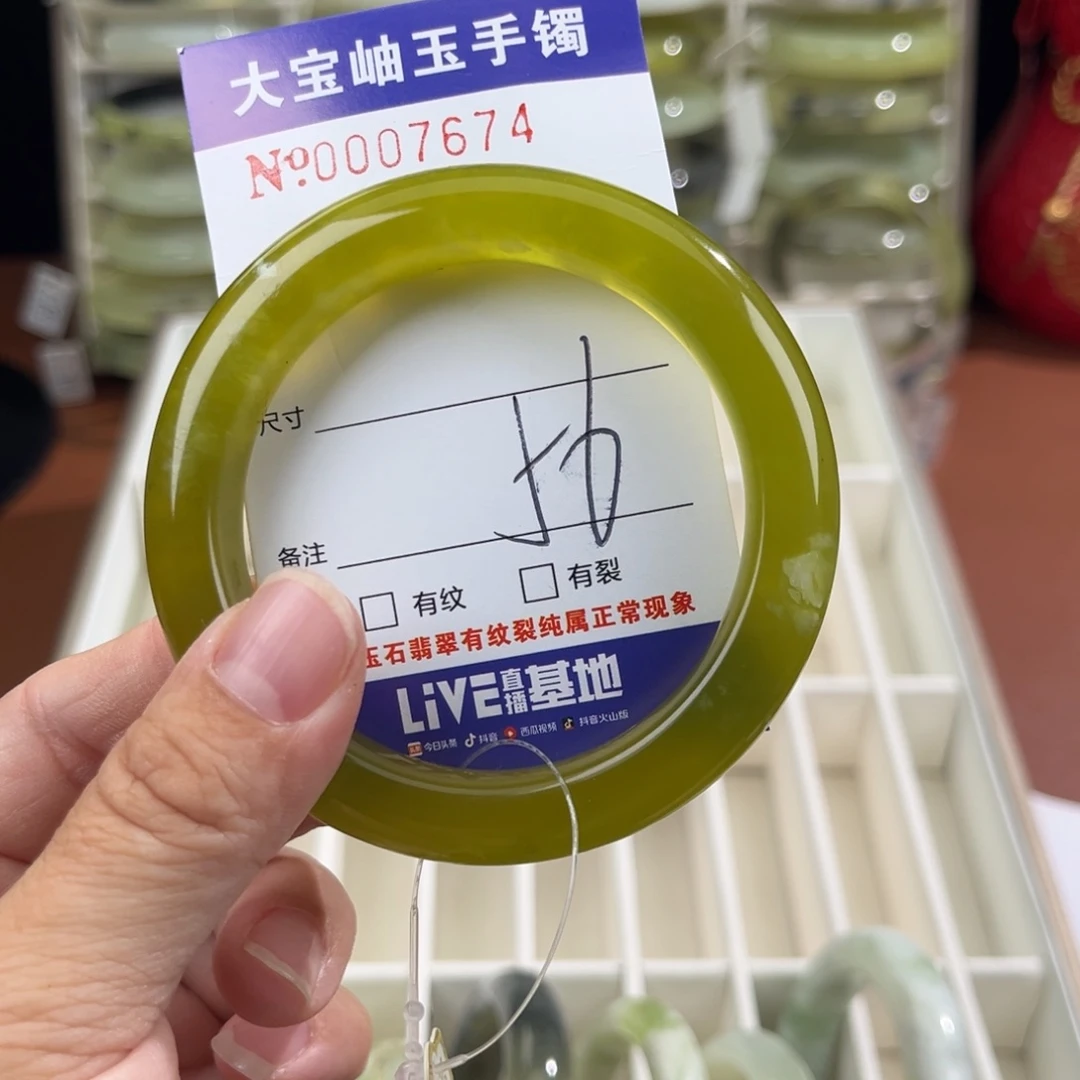 大宝岫玉手镯
№0007674
尺寸
56
备注
有纹 有裂
玉石翡翠有纹裂纯属正常现象
LiVE直播基地
今日头条 抖音 西瓜视频 抖音火山版